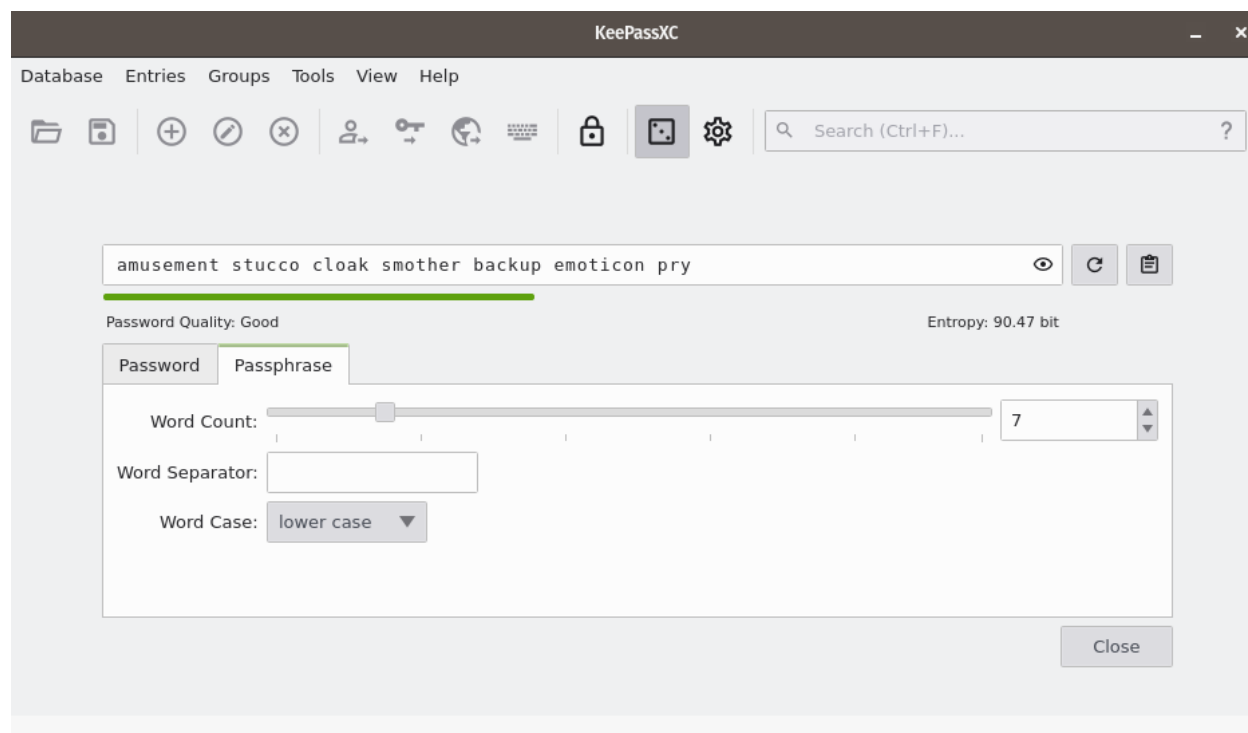 KeePassXC
Database Entries Groups Tools View Help
Search (Ctrl+F)... ?
amusement stucco cloak smother backup emoticon pry
Password Quality: Good Entropy: 90.47 bit
Password Passphrase
Word Count: 7
Word Separator:
Word Case: lower case
Close